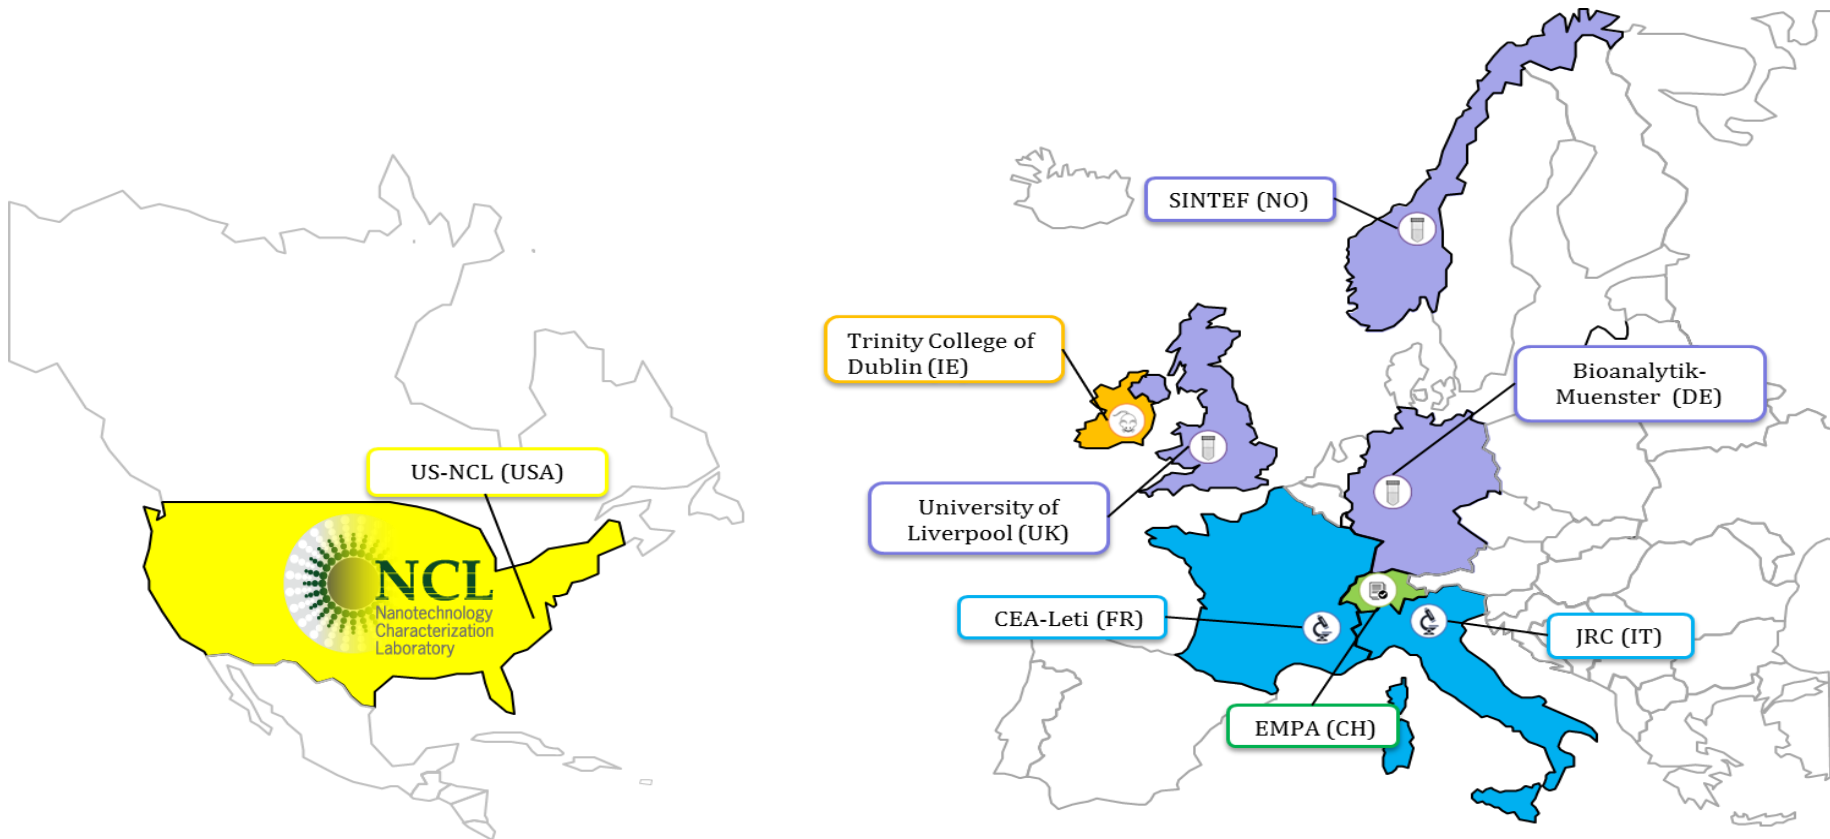 SINTEF (NO)
Trinity College of
Dublin (IE)
Bioanalytik-
Muenster (DE)
US-NCL (USA)
University of
Liverpool (UK)
NCL
Nanotechnology
Characterization
Laboratory
CEA-Leti (FR)
JRC (IT)
EMPA (CH)